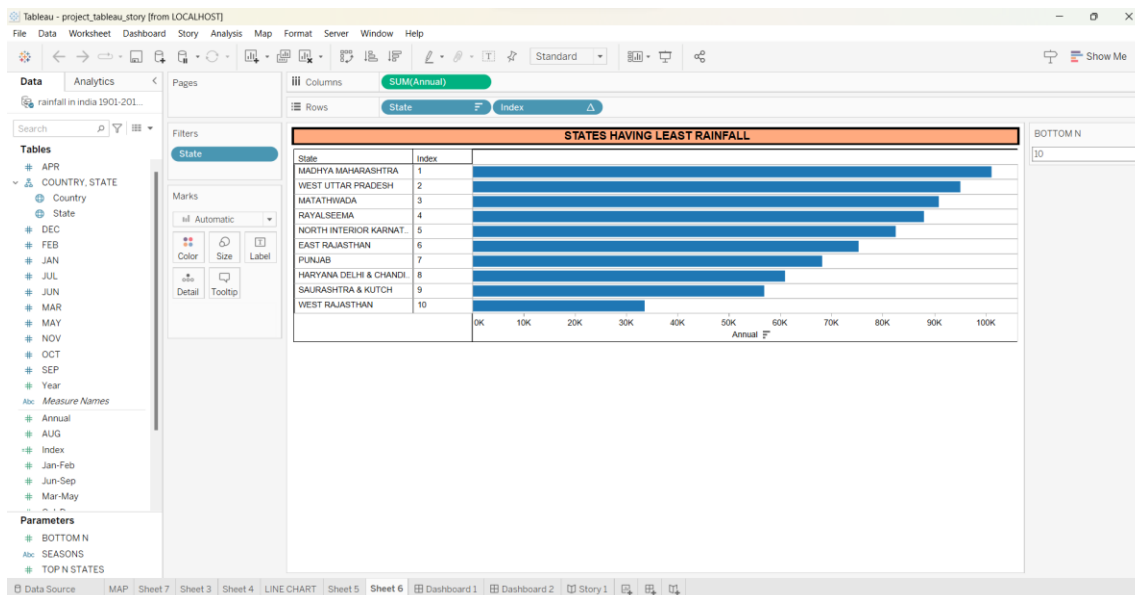 Tableau - project_tableau_story [from LOCALHOST]
File Data Worksheet Dashboard Story Analysis Map Format Server Window Help
Standard
Show Me
Data Analytics
rainfall in india 1901-201...
Search
Tables
# APR
COUNTRY, STATE
Country
State
# DEC
# FEB
# JAN
# JUL
# JUN
# MAR
# MAY
# NOV
# OCT
# SEP
# Year
Abc Measure Names
# Annual
# AUG
=# Index
# Jan-Feb
# Jun-Sep
# Mar-May
Parameters
# BOTTOM N
Abc SEASONS
# TOP N STATES
Pages
Filters
State
Marks
Automatic
Color Size Label
Detail Tooltip
Columns SUM(Annual)
Rows State Index
STATES HAVING LEAST RAINFALL
State Index
MADHYA MAHARASHTRA 1
WEST UTTAR PRADESH 2
MATATHWADA 3
RAYALSEEMA 4
NORTH INTERIOR KARNAT.. 5
EAST RAJASTHAN 6
PUNJAB 7
HARYANA DELHI & CHANDI.. 8
SAURASHTRA & KUTCH 9
WEST RAJASTHAN 10
0K 10K 20K 30K 40K 50K 60K 70K 80K 90K 100K
Annual
BOTTOM N
10
Data Source MAP Sheet 7 Sheet 3 Sheet 4 LINE CHART Sheet 5 Sheet 6 Dashboard 1 Dashboard 2 Story 1